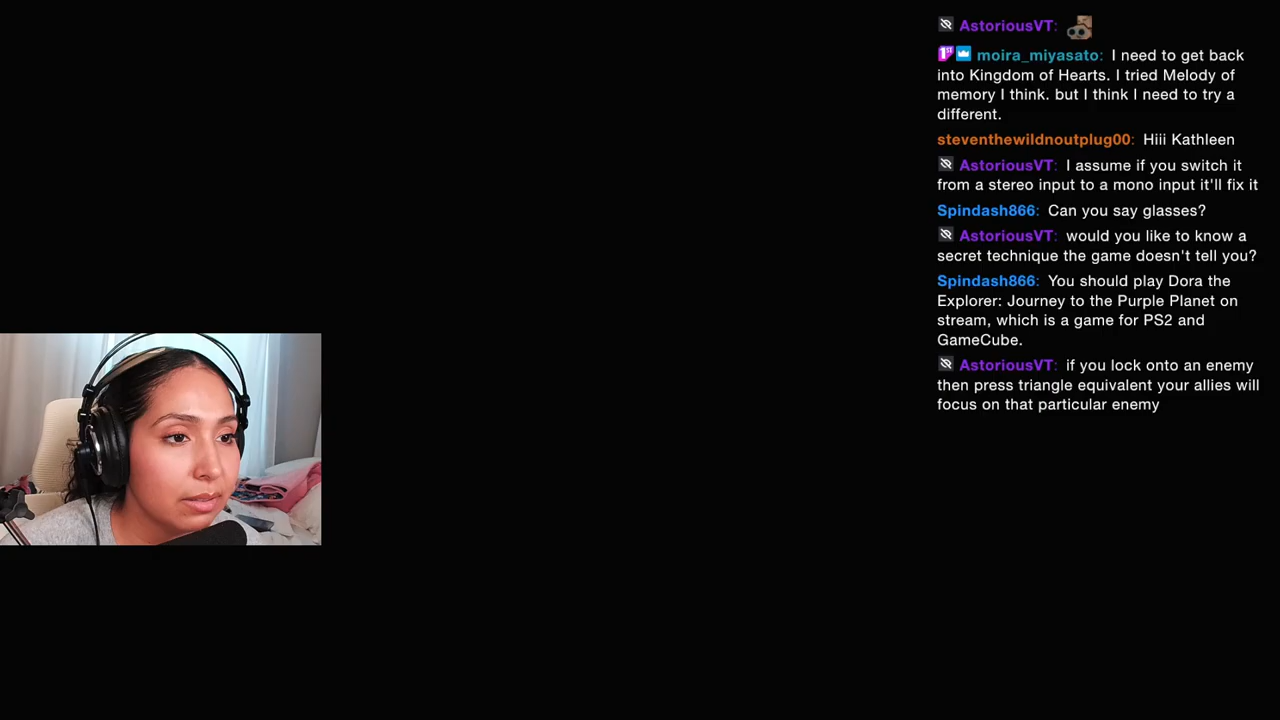 AstoriousVT:
moira_miyasato: I need to get back
into Kingdom of Hearts. I tried Melody of
memory I think. but I think I need to try a
different.
steventhewildnoutplug00: Hiii Kathleen
AstoriousVT: I assume if you switch it
from a stereo input to a mono input it'll fix it
Spindash866: Can you say glasses?
AstoriousVT: would you like to know a
secret technique the game doesn't tell you?
Spindash866: You should play Dora the
Explorer: Journey to the Purple Planet on
stream, which is a game for PS2 and
GameCube.
AstoriousVT: if you lock onto an enemy
then press triangle equivalent your allies will
focus on that particular enemy